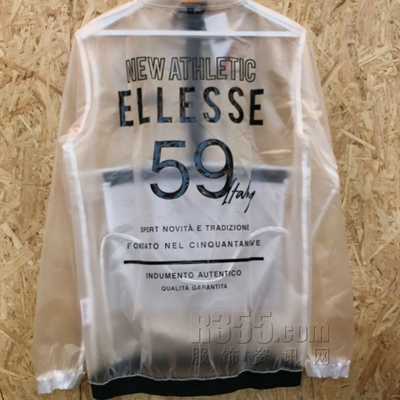 NEW ATHLETIC
ELLESSE
59
Italy
SPORT NOVITÀ E TRADIZIONE
FONDATO NEL CINQUANTANOVE
INDUMENTO AUTENTICO
QUALITÀ GARANTITA
R355.com
服饰资讯网